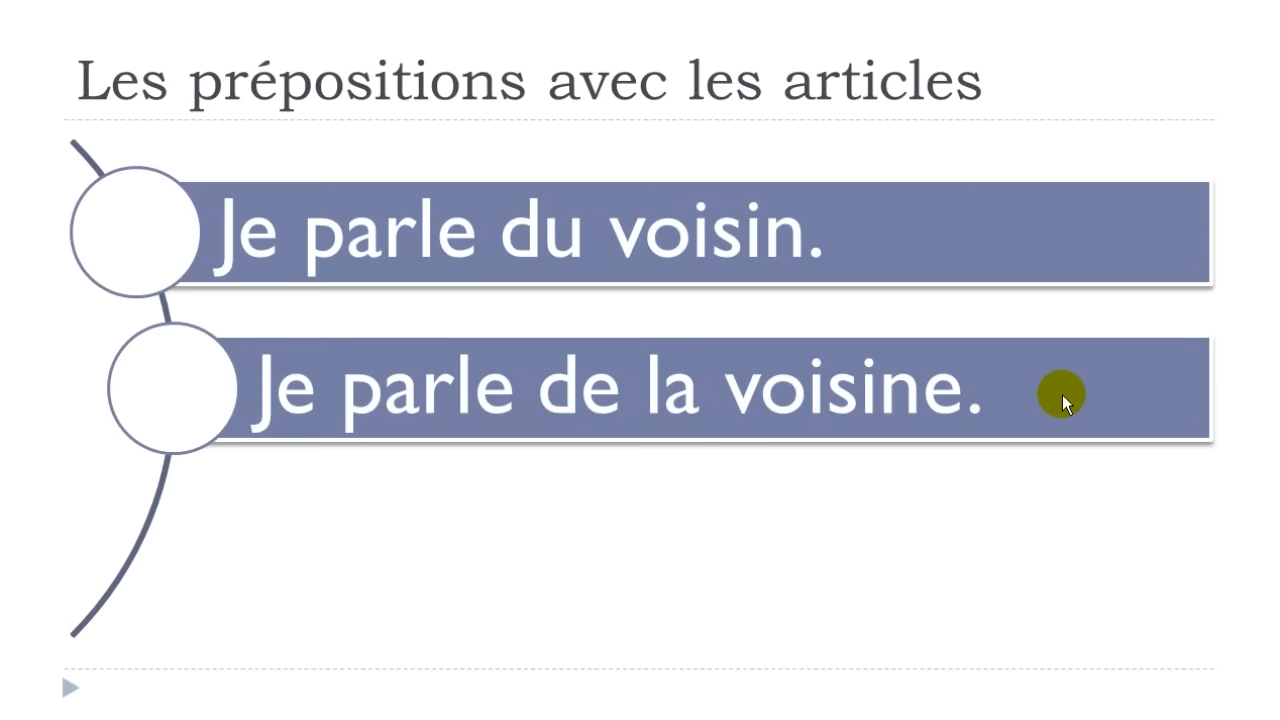 Les prépositions avec les articles
Je parle du voisin.
Je parle de la voisine.